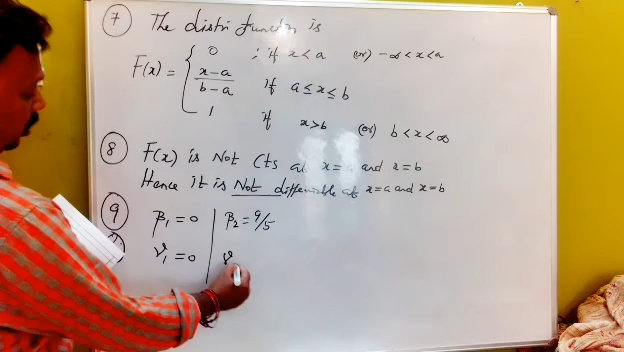 7 The distri function is
F(x) = { 0 ; if x < a (or) -∞ < x < a
x-a / b-a if a ≤ x ≤ b
1 if x > b (or) b < x < ∞
8 F(x) is Not Cts at x = a and x = b
Hence it is Not differniable at x = a and x = b
9 β₁ = 0 | β₂ = 9/5
γ₁ = 0 | γ